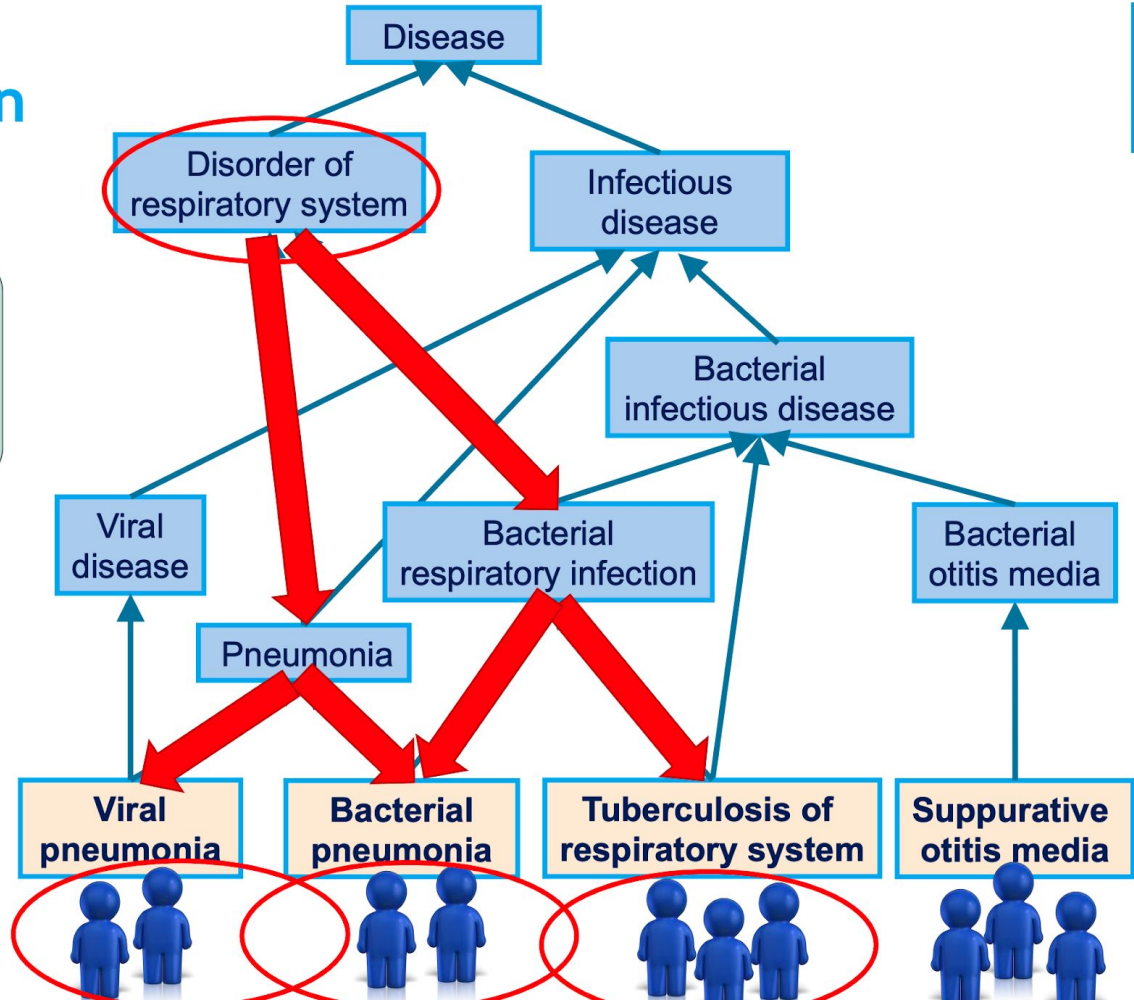 n
Disease
Disorder of
respiratory system
Infectious
disease
Bacterial
infectious disease
Viral
disease
Bacterial
respiratory infection
Bacterial
otitis media
Pneumonia
Viral
pneumonia
Bacterial
pneumonia
Tuberculosis of
respiratory system
Suppurative
otitis media